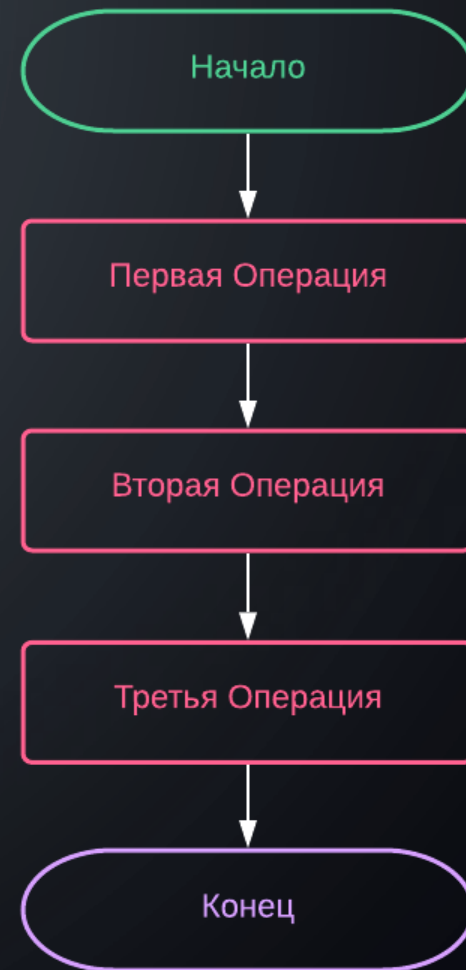 Начало
Первая Операция
Вторая Операция
Третья Операция
Конец